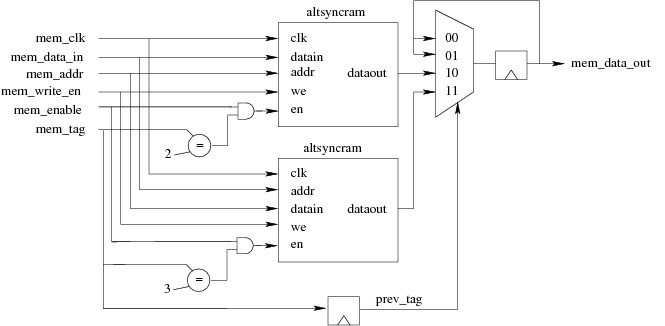 altsyncram
mem_clk clk 00
mem_data_in datain 01
mem_addr addr dataout 10 mem_data_out
mem_write_en we 11
mem_enable en
mem_tag
=
2
altsyncram
clk
addr
datain dataout
we
en
=
3
prev_tag